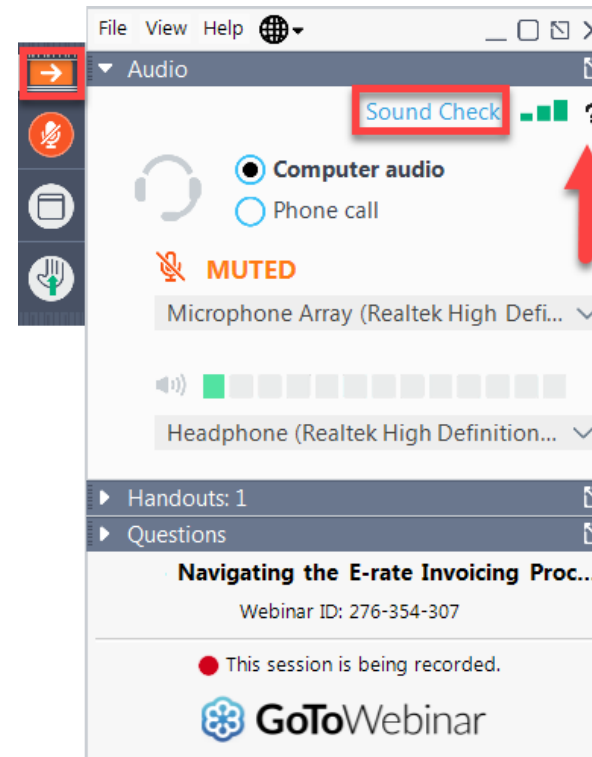 File View Help
Audio
Sound Check ?
Computer audio
Phone call
MUTED
Microphone Array (Realtek High Defi...
Headphone (Realtek High Definition...
Handouts: 1
Questions
Navigating the E-rate Invoicing Proc...
Webinar ID: 276-354-307
This session is being recorded.
GoToWebinar